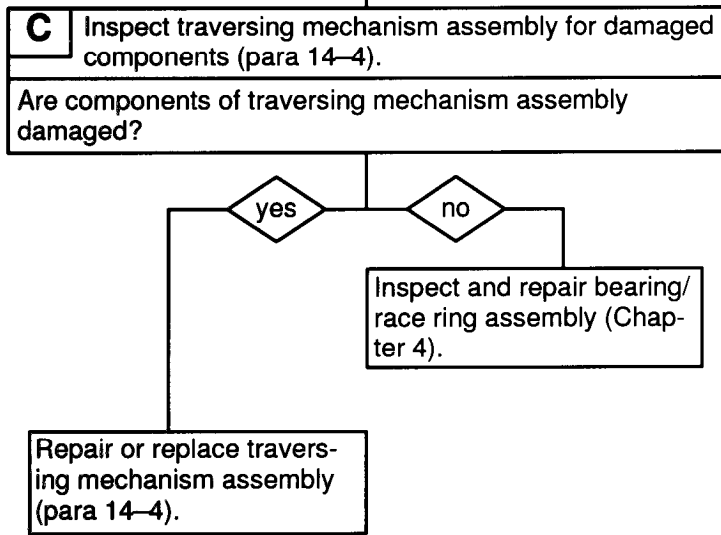 C Inspect traversing mechanism assembly for damaged
components (para 14–4).
Are components of traversing mechanism assembly
damaged?
yes no
Inspect and repair bearing/
race ring assembly (Chap-
ter 4).
Repair or replace travers-
ing mechanism assembly
(para 14–4).